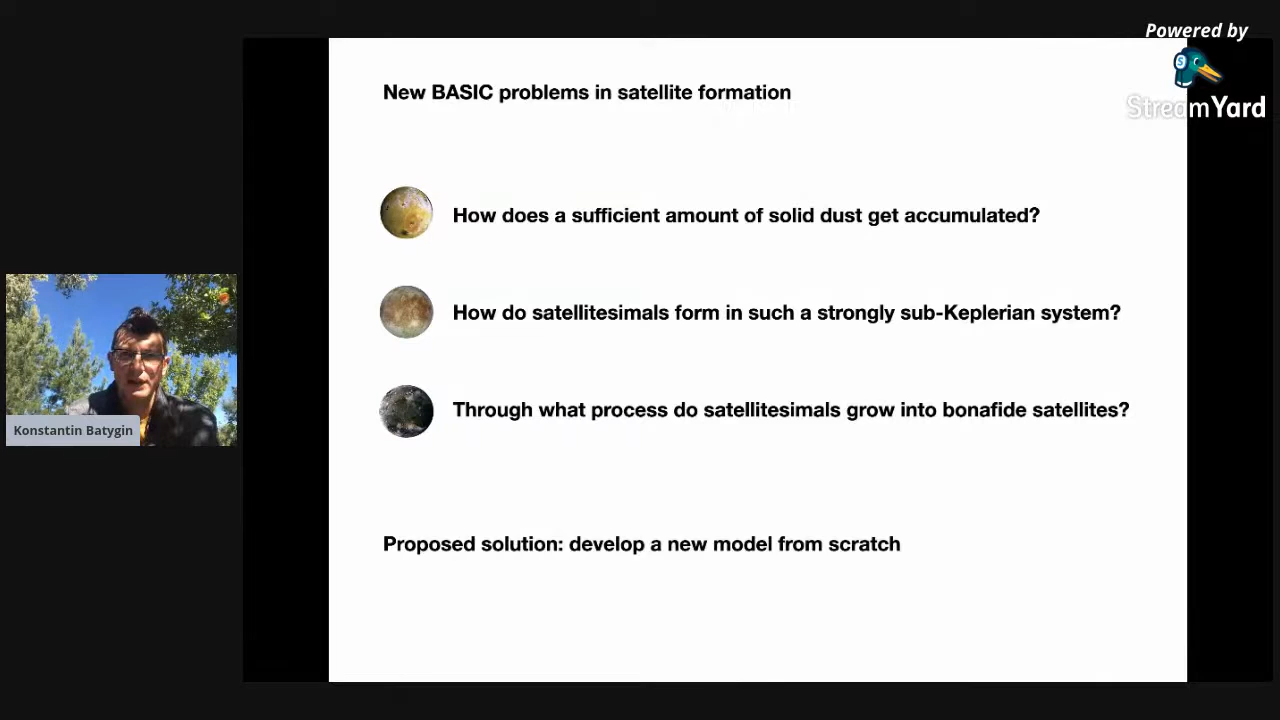 Powered by
StreamYard
New BASIC problems in satellite formation
How does a sufficient amount of solid dust get accumulated?
How do satellitesimals form in such a strongly sub-Keplerian system?
Through what process do satellitesimals grow into bonafide satellites?
Konstantin Batygin
Proposed solution: develop a new model from scratch